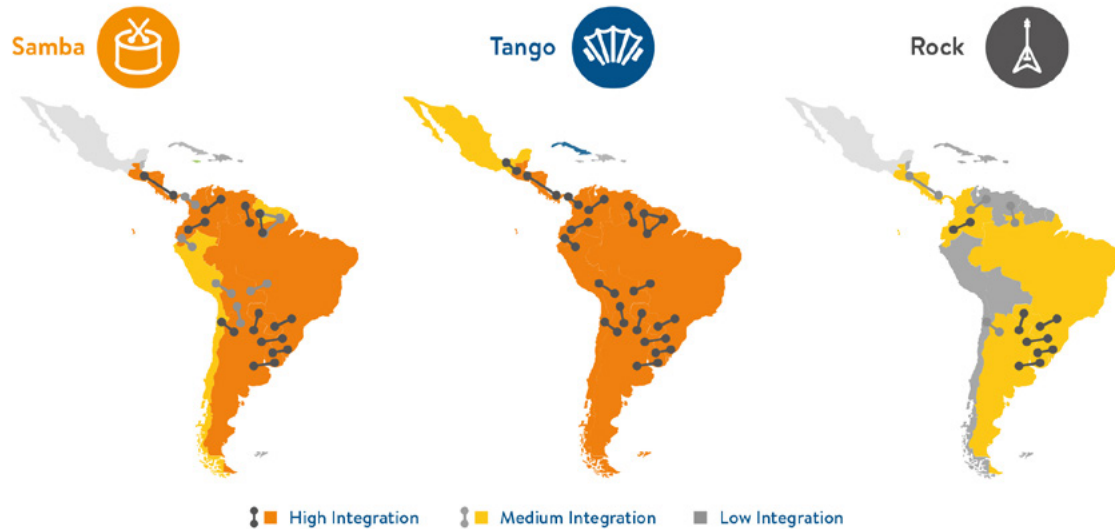 Samba
Tango
Rock
High Integration
Medium Integration
Low Integration